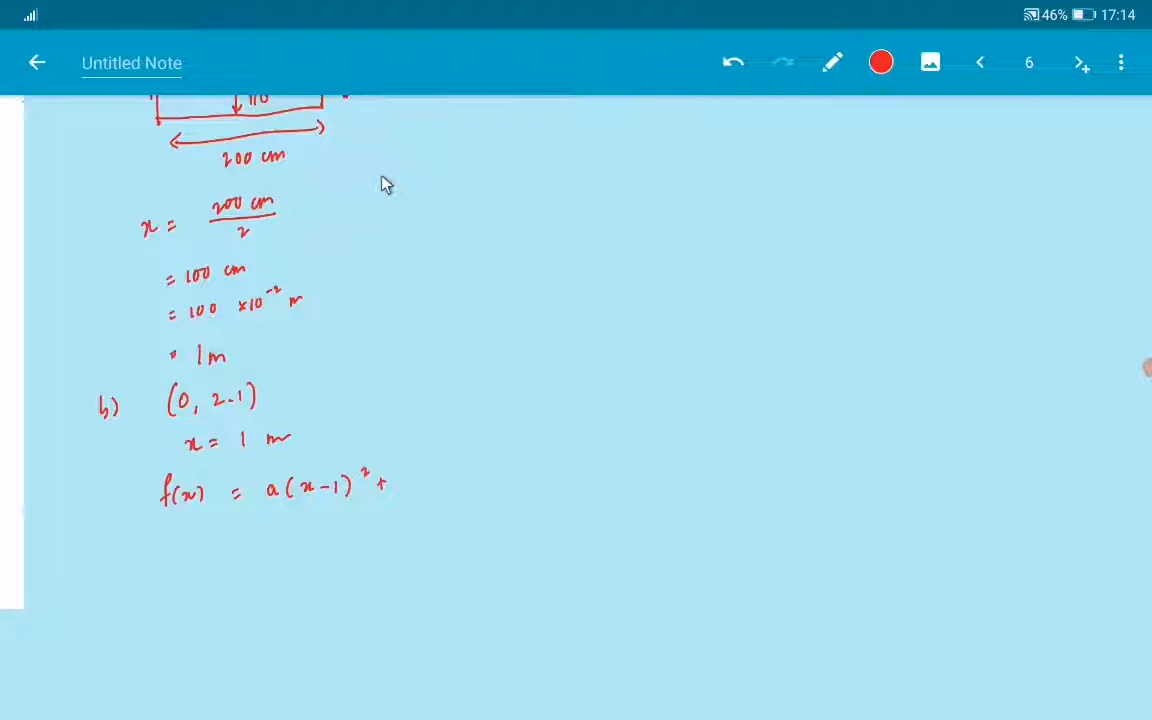 46% 17:14
Untitled Note 6
110
200 cm
x = 200 cm / 2
= 100 cm
= 100 ×10⁻² m
= 1m
b) (0, 2-1)
x = 1 m
f(x) = a(x-1)² +